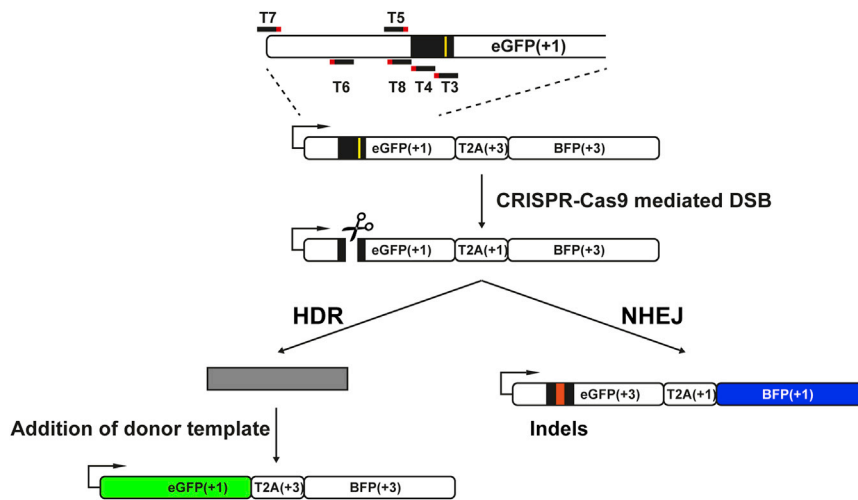 T7 T5
eGFP(+1)
T6 T8 T4 T3
eGFP(+1) T2A(+3) BFP(+3)
CRISPR-Cas9 mediated DSB
eGFP(+1) T2A(+1) BFP(+3)
HDR NHEJ
eGFP(+3) T2A(+1) BFP(+1)
Addition of donor template Indels
eGFP(+1) T2A(+3) BFP(+3)